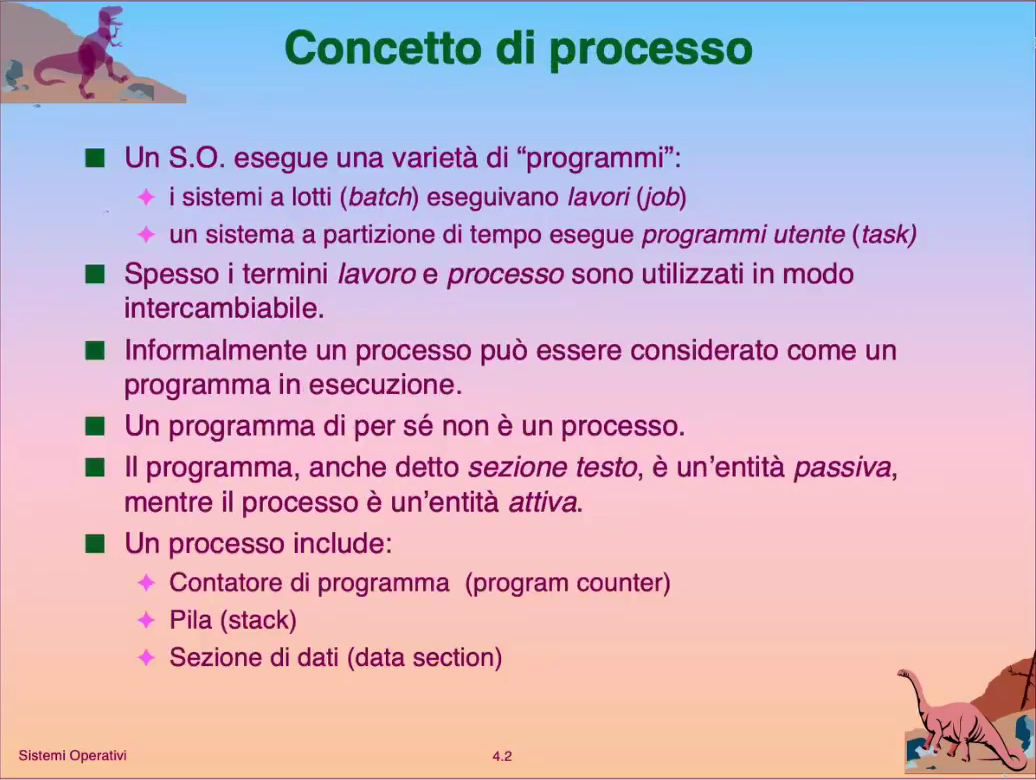 Concetto di processo
Un S.O. esegue una varietà di “programmi”:
i sistemi a lotti (batch) eseguivano lavori (job)
un sistema a partizione di tempo esegue programmi utente (task)
Spesso i termini lavoro e processo sono utilizzati in modo
intercambiabile.
Informalmente un processo può essere considerato come un
programma in esecuzione.
Un programma di per sé non è un processo.
Il programma, anche detto sezione testo, è un’entità passiva,
mentre il processo è un’entità attiva.
Un processo include:
Contatore di programma (program counter)
Pila (stack)
Sezione di dati (data section)
Sistemi Operativi
4.2